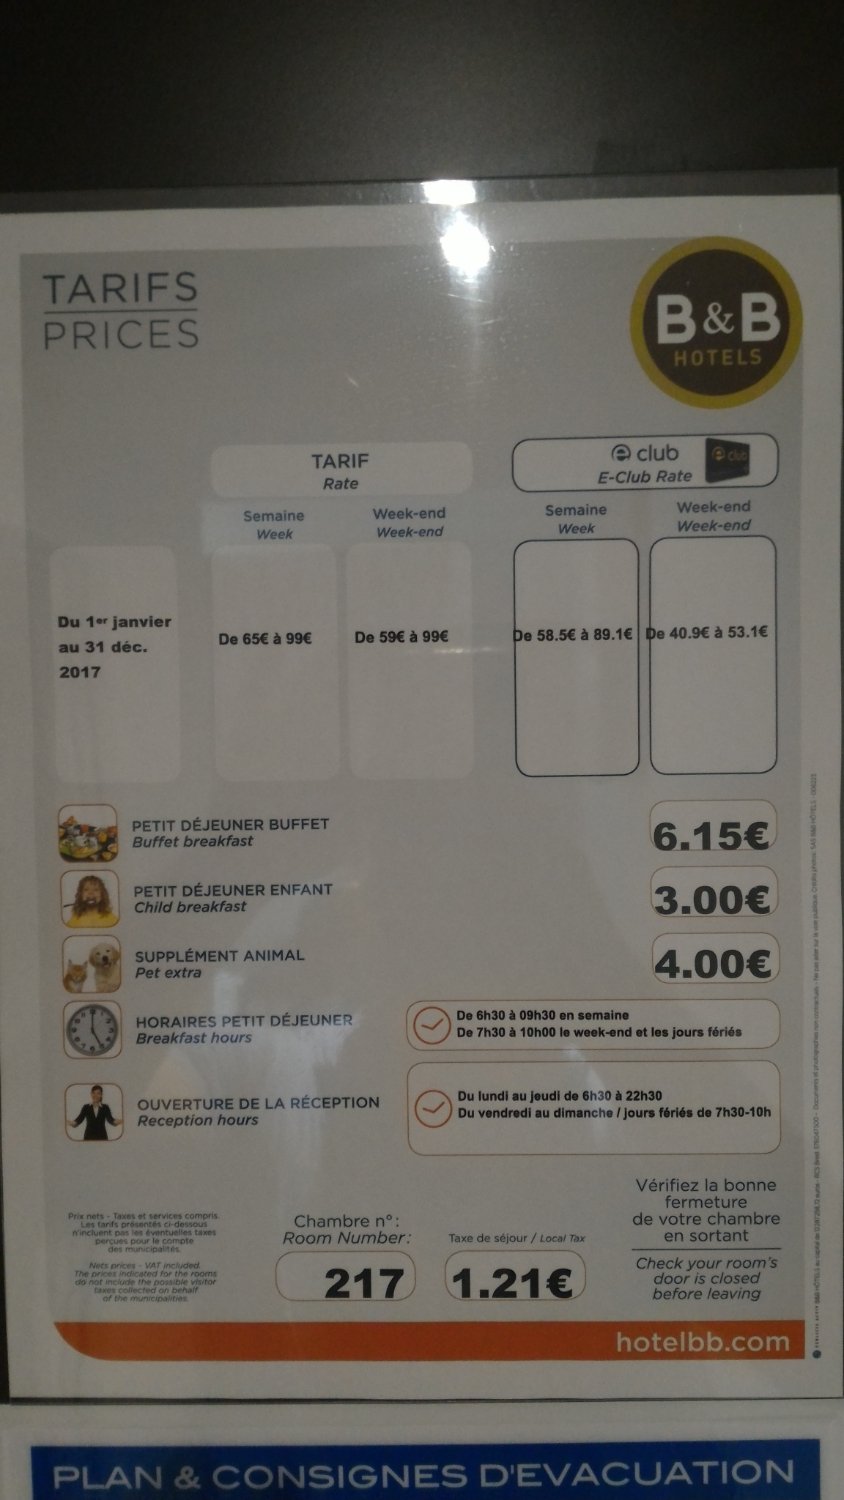 TARIFS
PRICES
B&B
HOTELS
TARIF
Rate
e club
E-Club Rate
e club
Semaine
Week
Week-end
Week-end
Semaine
Week
Week-end
Week-end
Du 1er janvier
au 31 déc.
2017
De 65€ à 99€
De 59€ à 99€
De 58.5€ à 89.1€
De 40.9€ à 53.1€
PETIT DÉJEUNER BUFFET
Buffet breakfast
6.15€
PETIT DÉJEUNER ENFANT
Child breakfast
3.00€
SUPPLÉMENT ANIMAL
Pet extra
4.00€
HORAIRES PETIT DÉJEUNER
Breakfast hours
De 6h30 à 09h30 en semaine
De 7h30 à 10h00 le week-end et les jours fériés
OUVERTURE DE LA RÉCEPTION
Reception hours
Du lundi au jeudi de 6h30 à 22h30
Du vendredi au dimanche / jours fériés de 7h30-10h
Prix nets - Taxes et services compris.
Les tarifs présentés ci-dessous
n'incluent pas les éventuelles taxes
perçues pour le compte
des municipalités.
Nets prices - VAT included.
The prices indicated for the rooms
do not include the possible visitor
taxes collected on behalf
of the municipalities.
Chambre n°:
Room Number:
217
Taxe de séjour / Local Tax
1.21€
Vérifiez la bonne
fermeture
de votre chambre
en sortant
Check your room's
door is closed
before leaving
hotelbb.com
PLAN & CONSIGNES D'EVACUATION